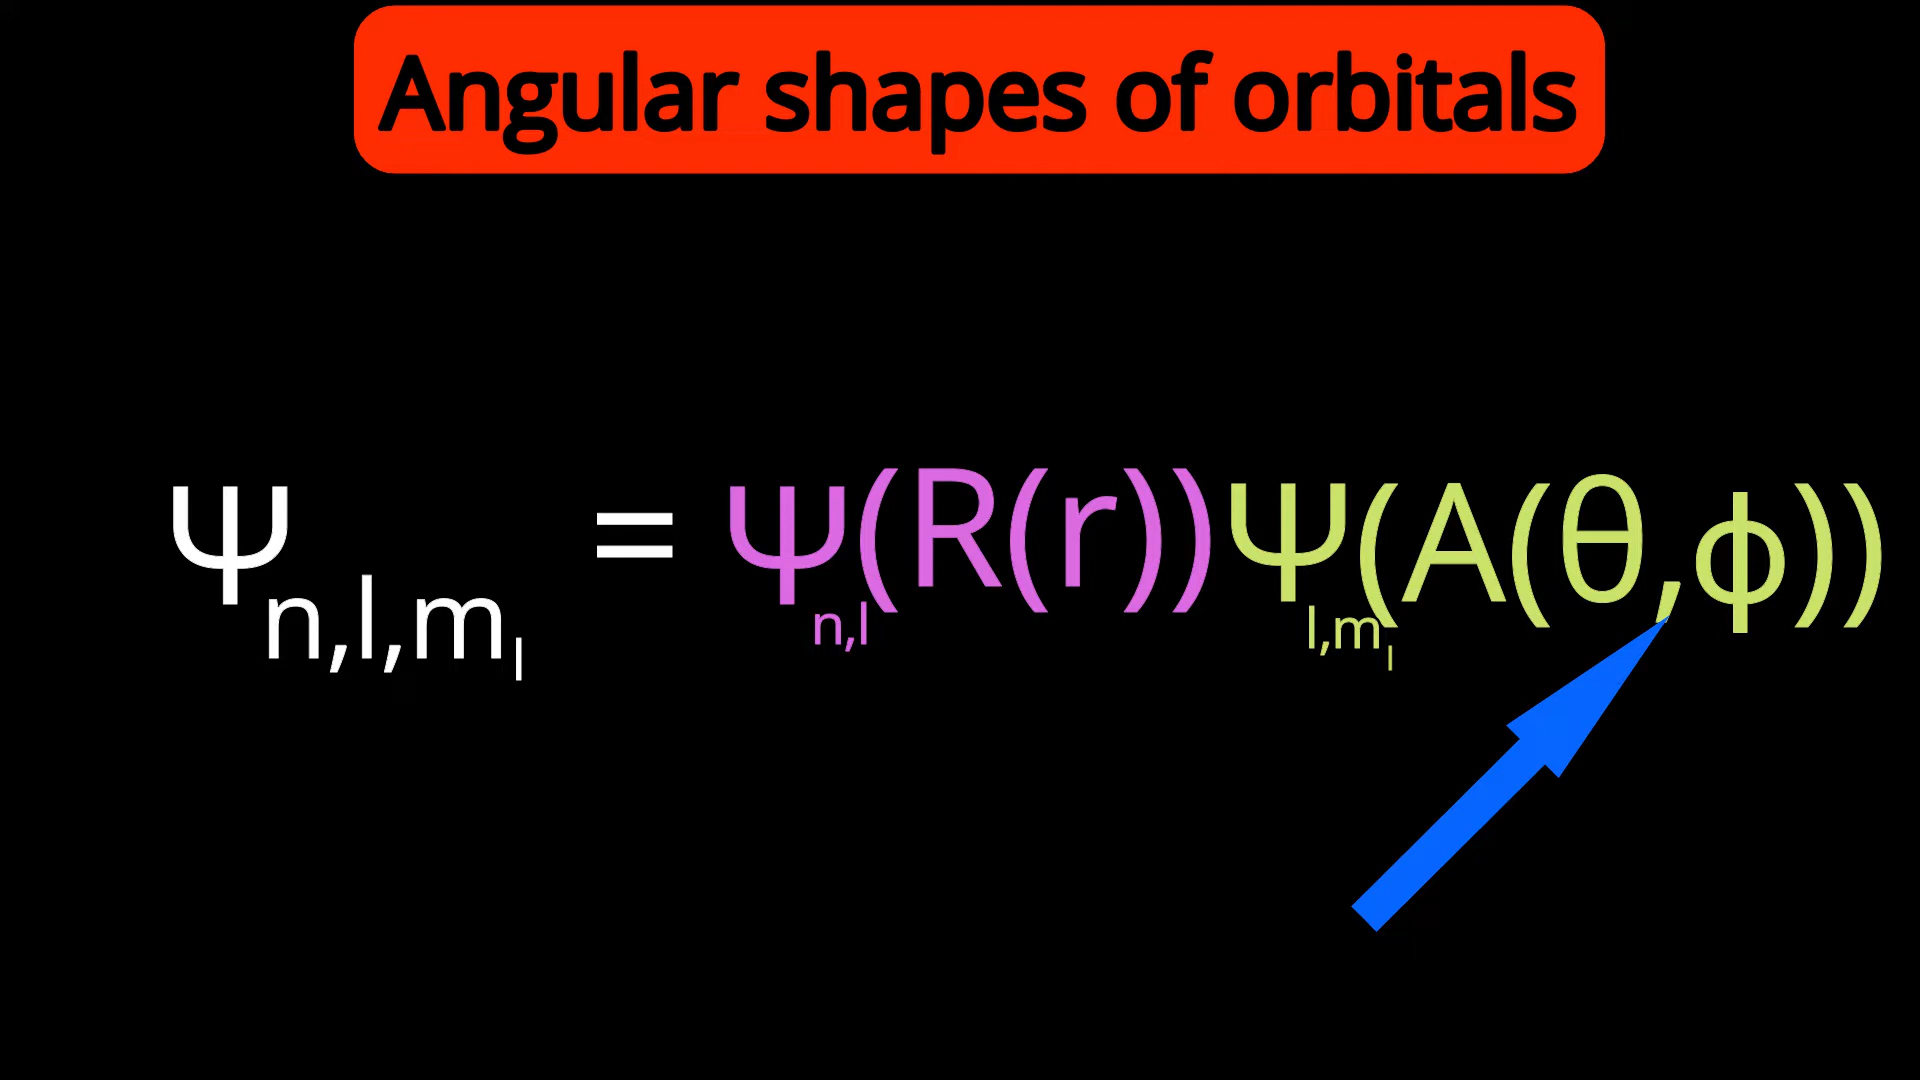 Angular shapes of orbitals
Ψn,l,ml = Ψn,l(R(r))Ψl,ml(A(θ,ϕ))